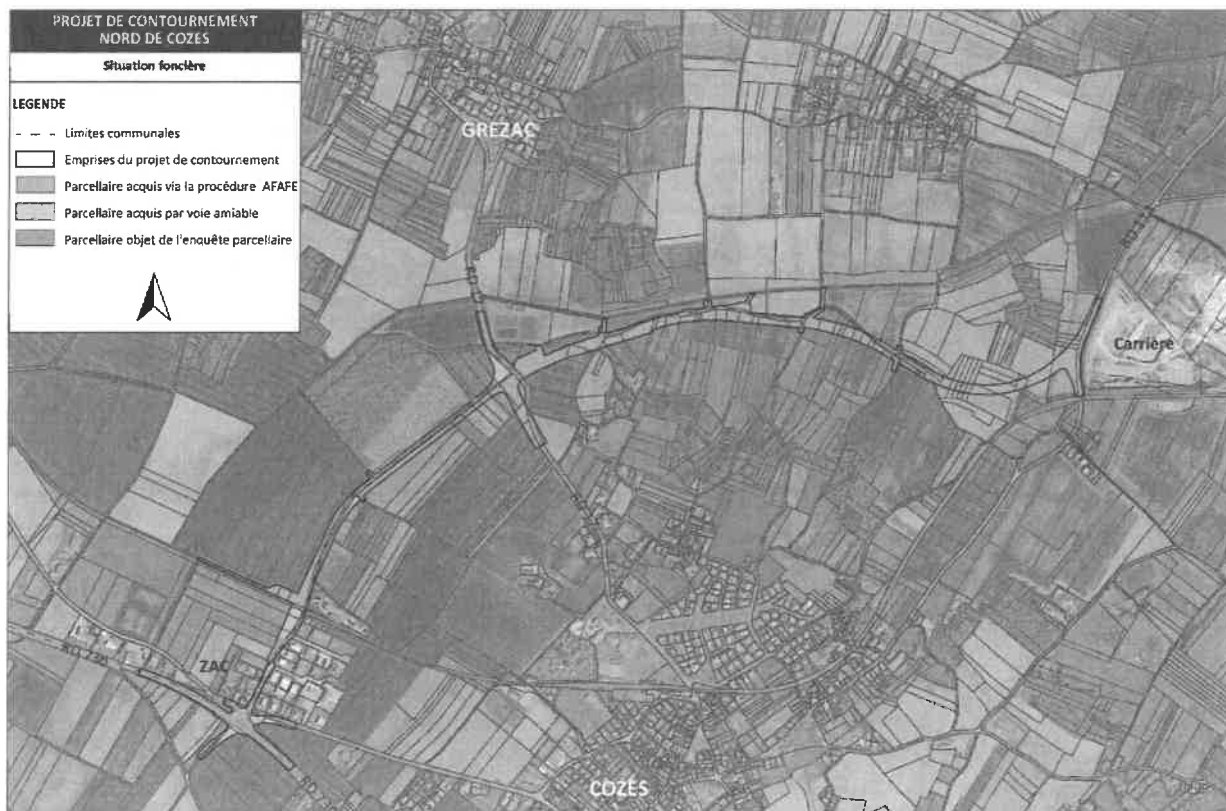 PROJET DE CONTOURNEMENT
NORD DE COZES
Situation foncière
LEGENDE
Limites communales
Emprises du projet de contournement
Parcellaire acquis via la procédure AFAFE
Parcellaire acquis par voie amiable
Parcellaire objet de l'enquête parcellaire
GREZAC
Carrière
ZAC
COZES